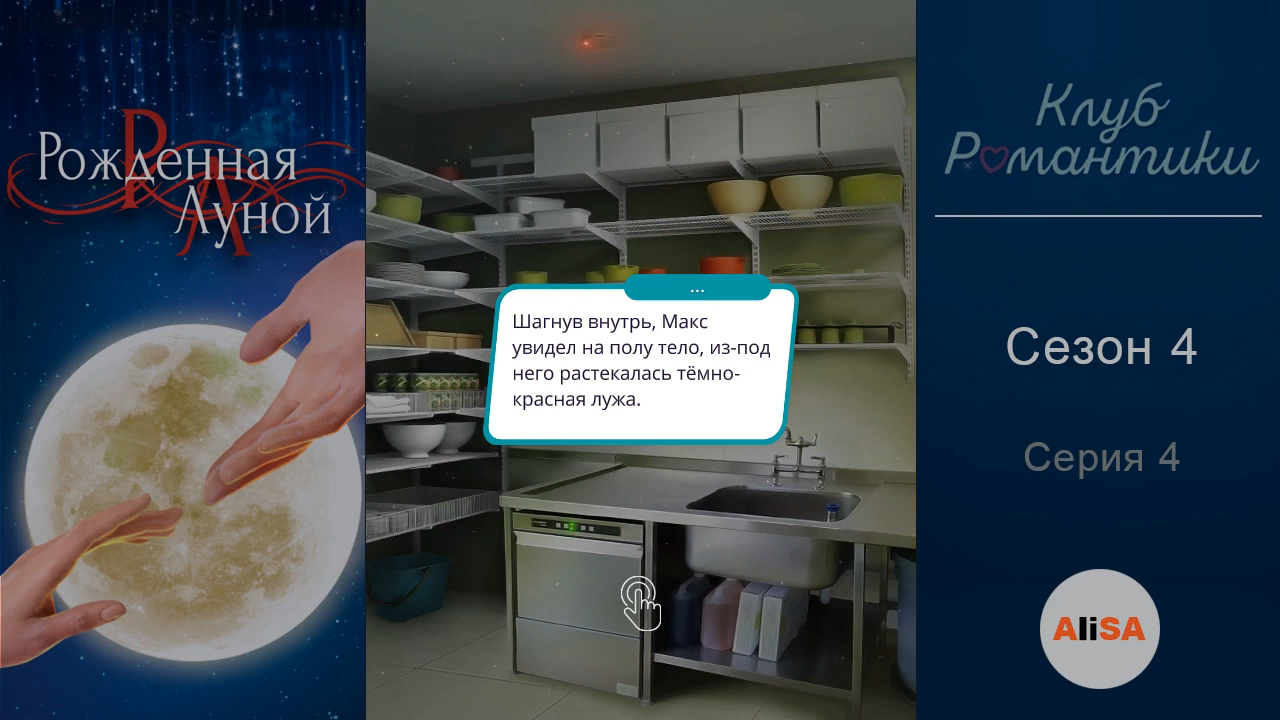 Рожденная
Луной
РЛ
...
Шагнув внутрь, Макс
увидел на полу тело, из-под
него растекалась тёмно-
красная лужа.
Клуб
Романтики
Сезон 4
Серия 4
AliSA